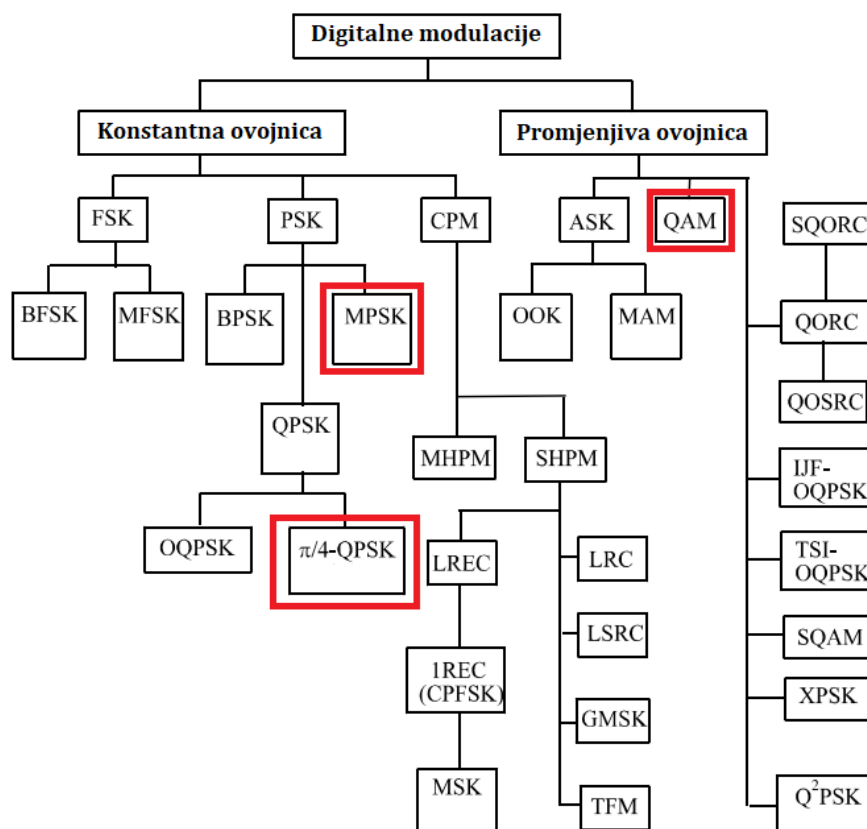 Digitalne modulacije
Konstantna ovojnica
Promjenjiva ovojnica
FSK
PSK
CPM
ASK
QAM
SQORC
BFSK
MFSK
BPSK
MPSK
OOK
MAM
QORC
QOSRC
QPSK
MHPM
SHPM
IJF-
OQPSK
OQPSK
π/4-QPSK
LREC
LRC
TSI-
OQPSK
LSRC
SQAM
1REC
(CPFSK)
XPSK
GMSK
MSK
TFM
Q²PSK